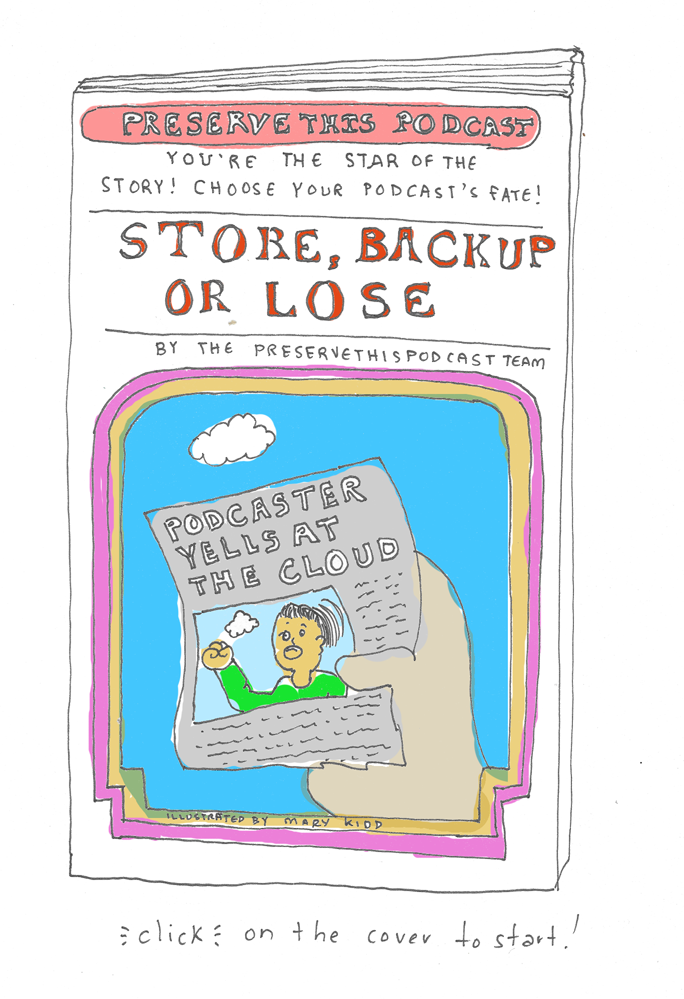 PRESERVE THIS PODCAST
YOU'RE THE STAR OF THE
STORY! CHOOSE YOUR PODCAST'S FATE!
STORE, BACKUP
OR LOSE
BY THE PRESERVETHISPODCAST TEAM
PODCASTER
YELLS AT
THE CLOUD
ILLUSTRATED BY MARY KIDD
click on the cover to start!